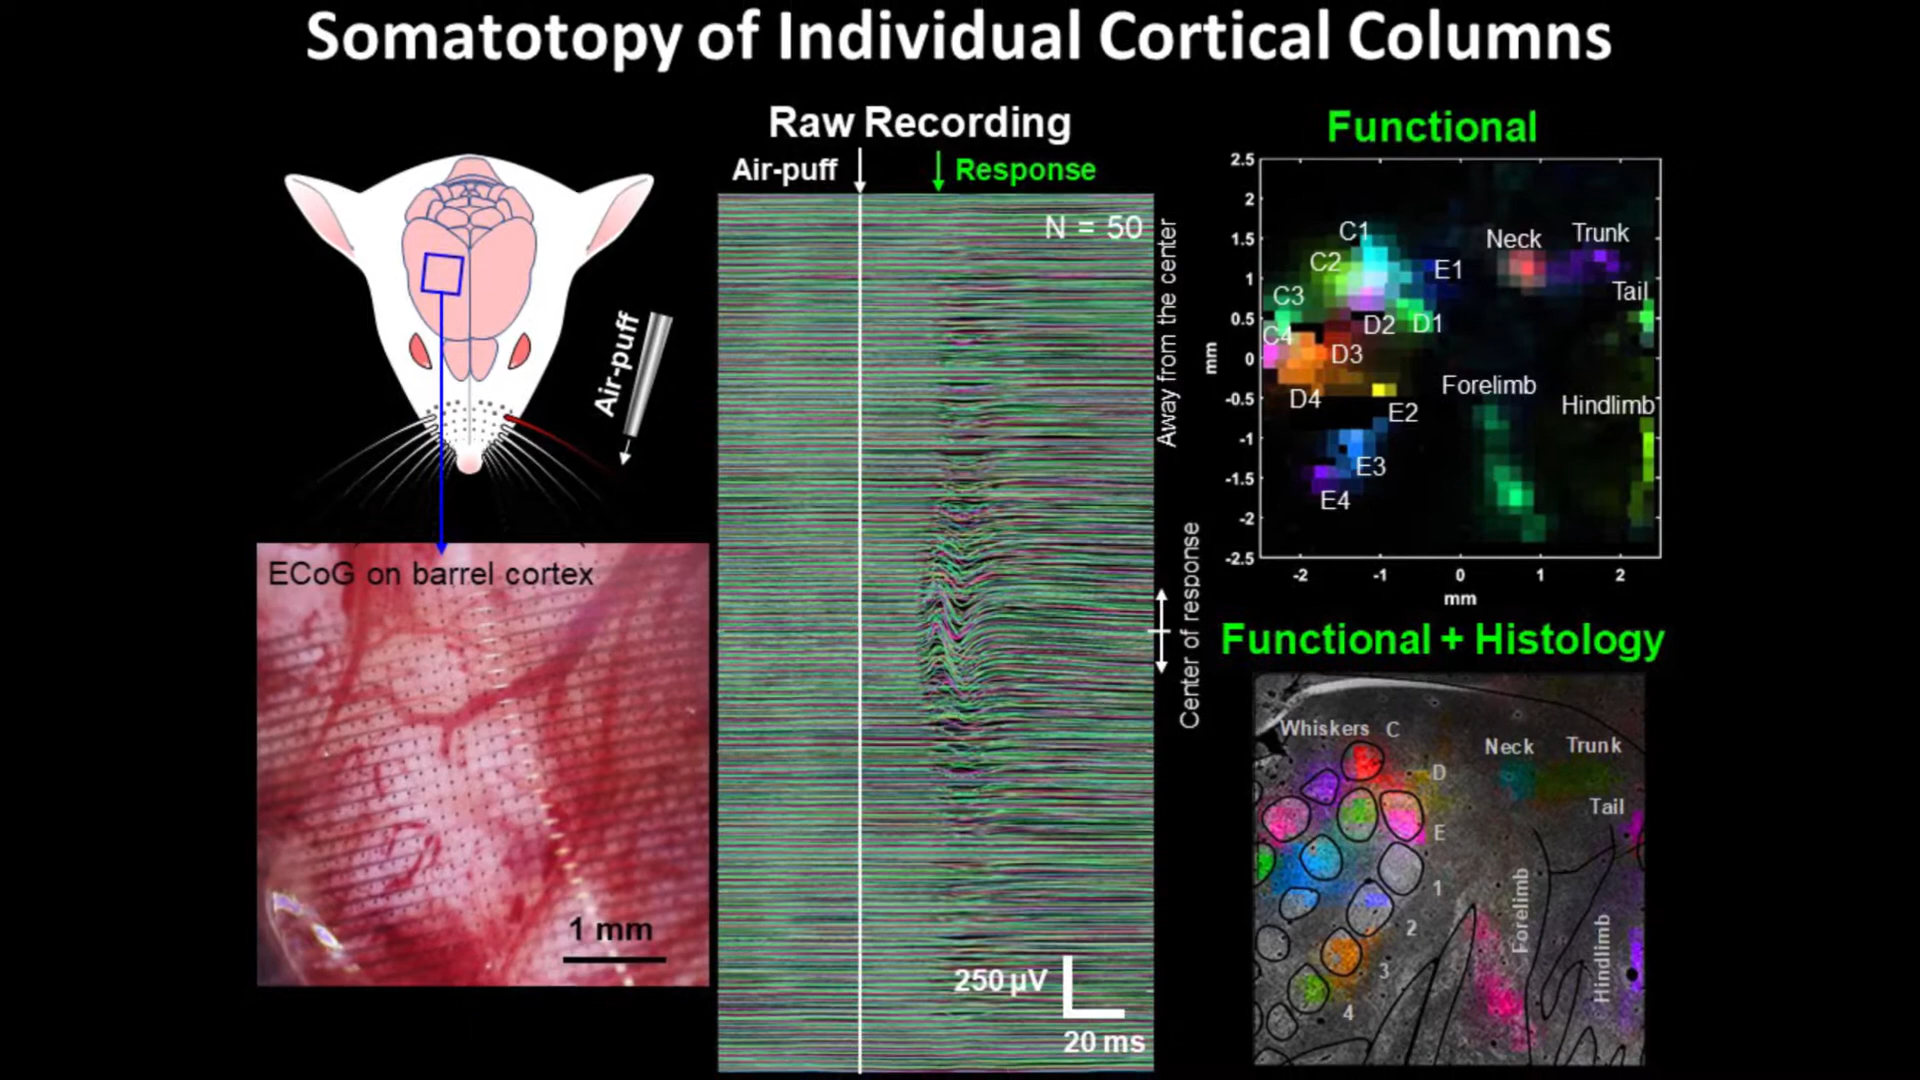 Somatotopy of Individual Cortical Columns
Air-puff
ECoG on barrel cortex
1 mm
Raw Recording
Air-puff
Response
N = 50
Away from the center
Center of response
250 µV
20 ms
Functional
2.5
2
1.5
1
0.5
0
-0.5
-1
-1.5
-2
-2.5
mm
-2
-1
0
1
2
mm
C1
C2
C3
C4
D1
D2
D3
D4
E1
E2
E3
E4
Neck
Trunk
Tail
Forelimb
Hindlimb
Functional + Histology
Whiskers C
D
E
1
2
3
4
Neck
Trunk
Tail
Forelimb
Hindlimb